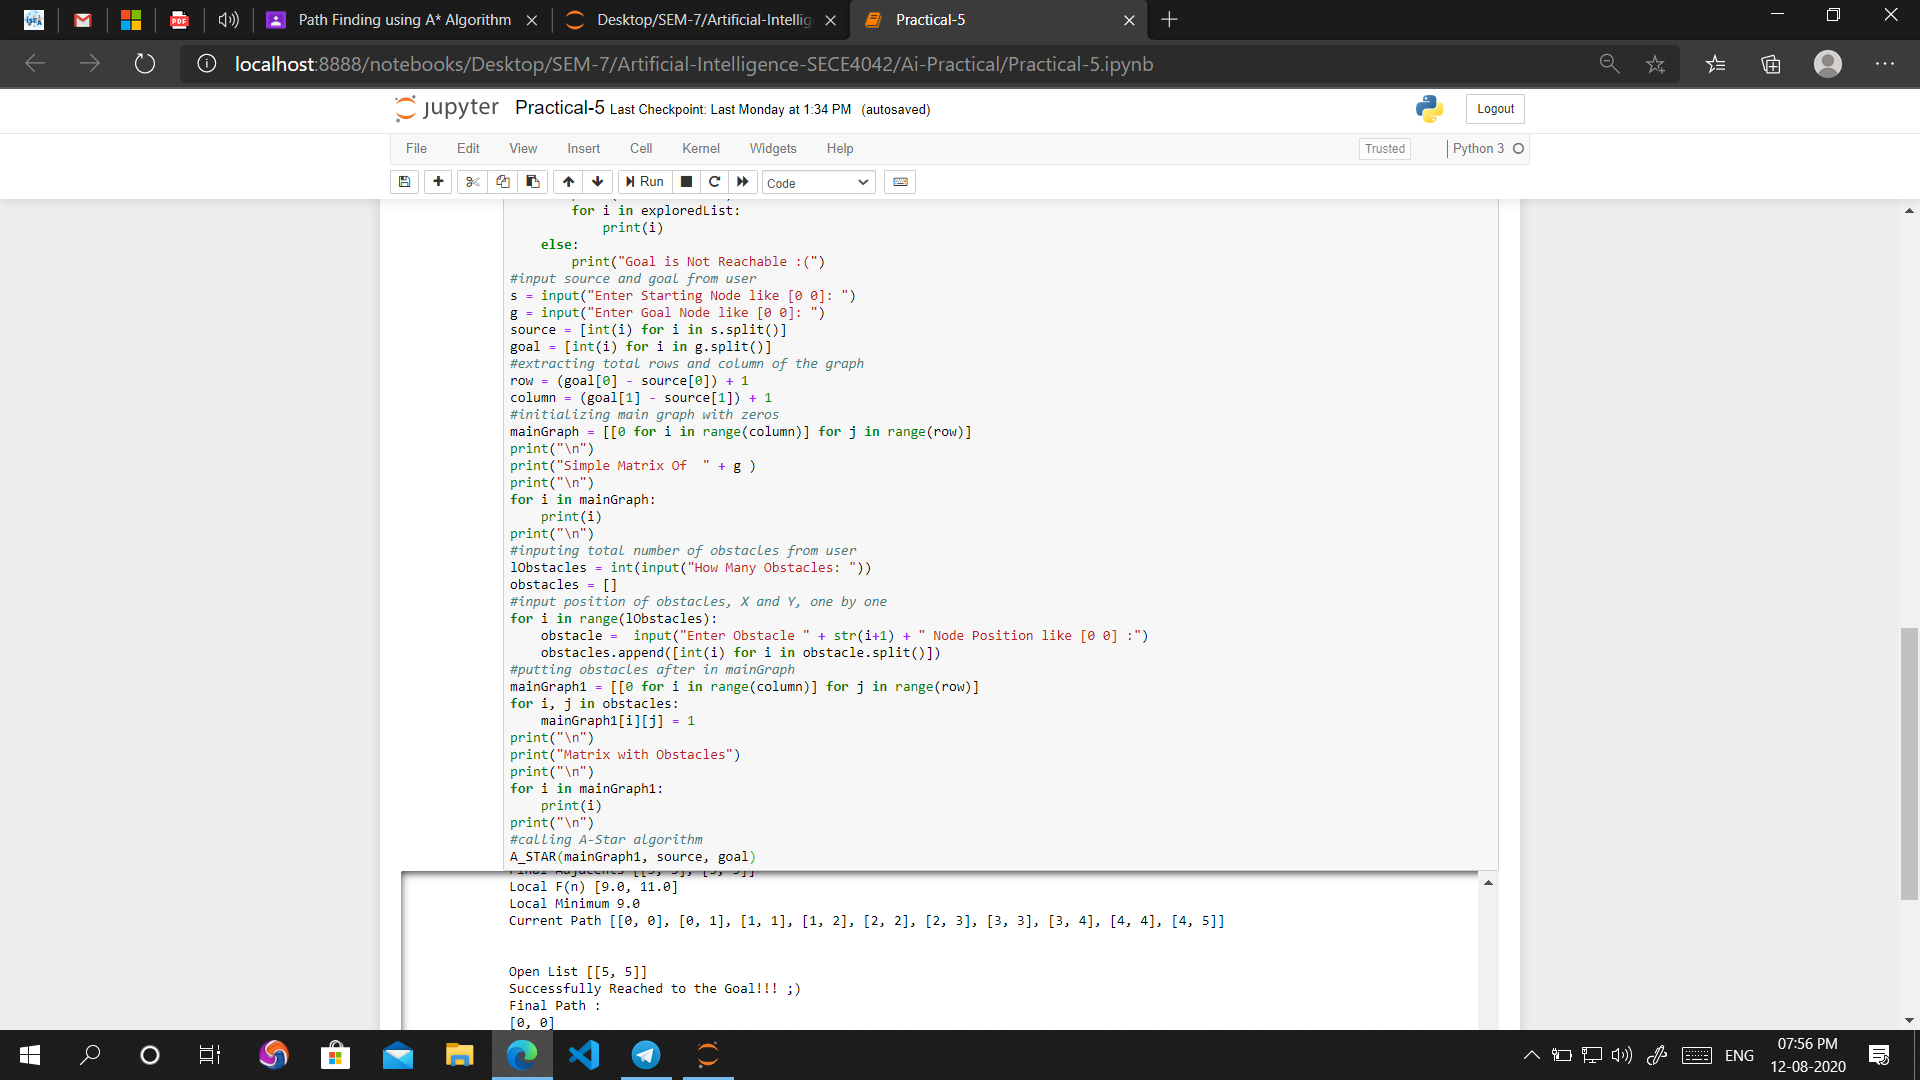 Path Finding using A* Algorithm
Desktop/SEM-7/Artificial-Intellig
Practical-5
localhost:8888/notebooks/Desktop/SEM-7/Artificial-Intelligence-SECE4042/Ai-Practical/Practical-5.ipynb
jupyter Practical-5 Last Checkpoint: Last Monday at 1:34 PM (autosaved)
Logout
File Edit View Insert Cell Kernel Widgets Help
Trusted
Python 3
Run
Code
for i in exploredList:
print(i)
else:
print("Goal is Not Reachable :(")
#input source and goal from user
s = input("Enter Starting Node like [0 0]: ")
g = input("Enter Goal Node like [0 0]: ")
source = [int(i) for i in s.split()]
goal = [int(i) for i in g.split()]
#extracting total rows and column of the graph
row = (goal[0] - source[0]) + 1
column = (goal[1] - source[1]) + 1
#initializing main graph with zeros
mainGraph = [[0 for i in range(column)] for j in range(row)]
print("\n")
print("Simple Matrix Of  " + g )
print("\n")
for i in mainGraph:
print(i)
print("\n")
#inputing total number of obstacles from user
lObstacles = int(input("How Many Obstacles: "))
obstacles = []
#input position of obstacles, X and Y, one by one
for i in range(lObstacles):
obstacle =  input("Enter Obstacle " + str(i+1) + " Node Position like [0 0] :")
obstacles.append([int(i) for i in obstacle.split()])
#putting obstacles after in mainGraph
mainGraph1 = [[0 for i in range(column)] for j in range(row)]
for i, j in obstacles:
mainGraph1[i][j] = 1
print("\n")
print("Matrix with Obstacles")
print("\n")
for i in mainGraph1:
print(i)
print("\n")
#calling A-Star algorithm
A_STAR(mainGraph1, source, goal)
Local F(n) [9.0, 11.0]
Local Minimum 9.0
Current Path [[0, 0], [0, 1], [1, 1], [1, 2], [2, 2], [2, 3], [3, 3], [3, 4], [4, 4], [4, 5]]
Open List [[5, 5]]
Successfully Reached to the Goal!!! ;)
Final Path :
[0, 0]
ENG
07:56 PM
12-08-2020